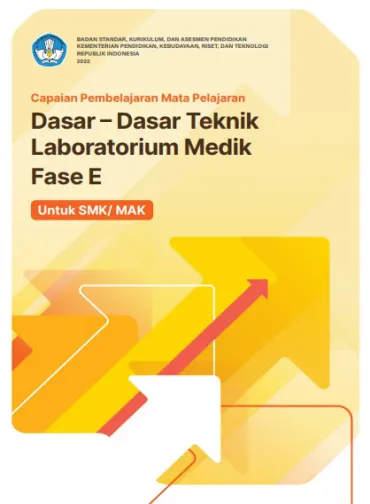 BADAN STANDAR, KURIKULUM, DAN ASESMEN PENDIDIKAN
KEMENTERIAN PENDIDIKAN, KEBUDAYAAN, RISET, DAN TEKNOLOGI
REPUBLIK INDONESIA
2022
Capaian Pembelajaran Mata Pelajaran
Dasar – Dasar Teknik
Laboratorium Medik
Fase E
Untuk SMK/ MAK